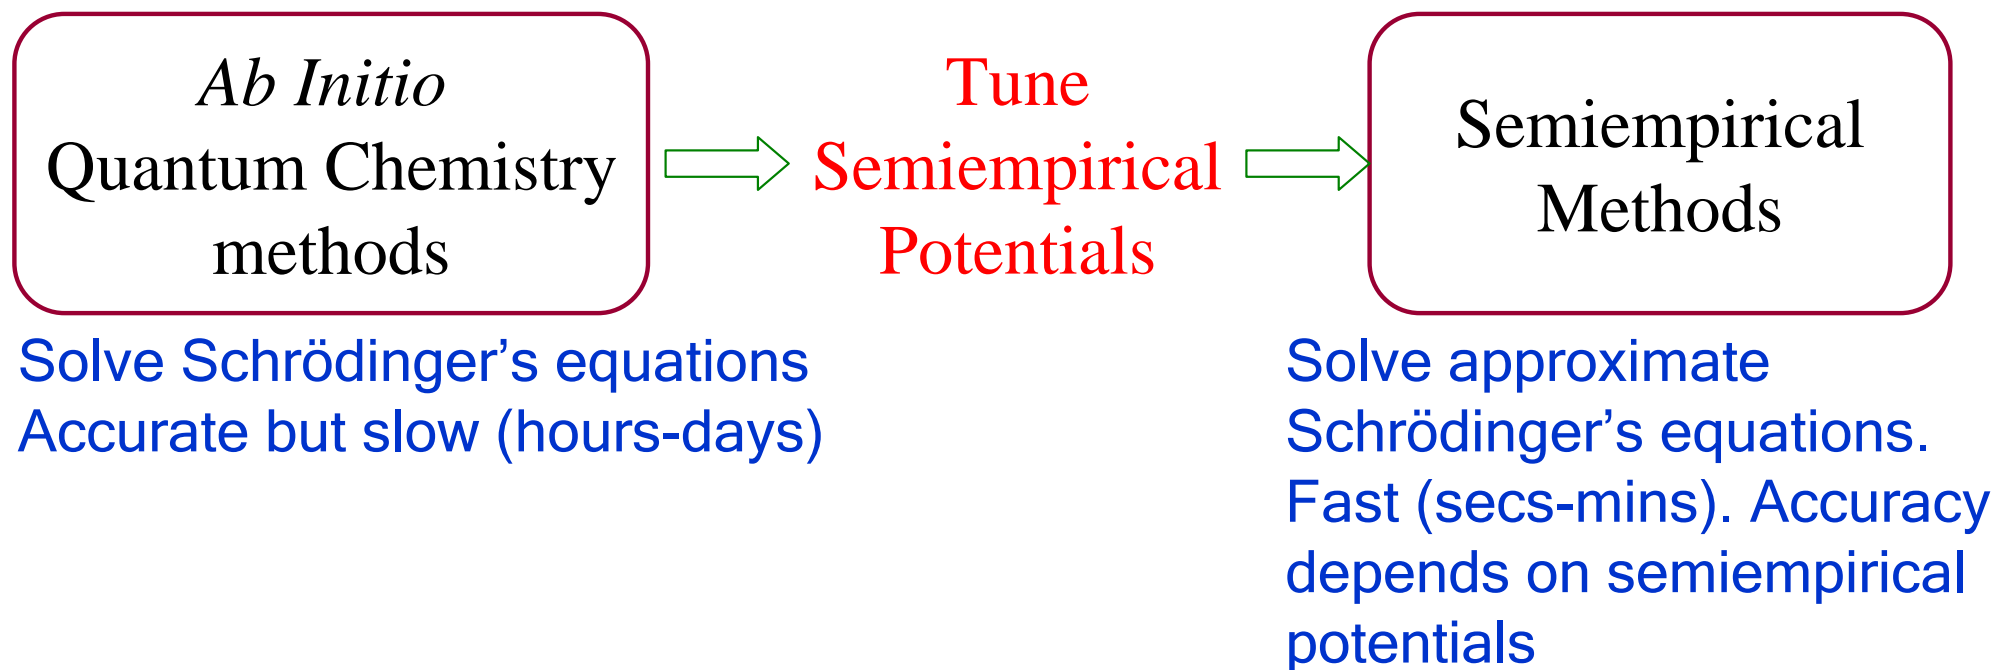 Ab Initio
Quantum Chemistry
methods
Tune
Semiempirical
Potentials
Semiempirical
Methods
Solve Schrödinger’s equations
Accurate but slow (hours-days)
Solve approximate
Schrödinger’s equations.
Fast (secs-mins). Accuracy
depends on semiempirical
potentials